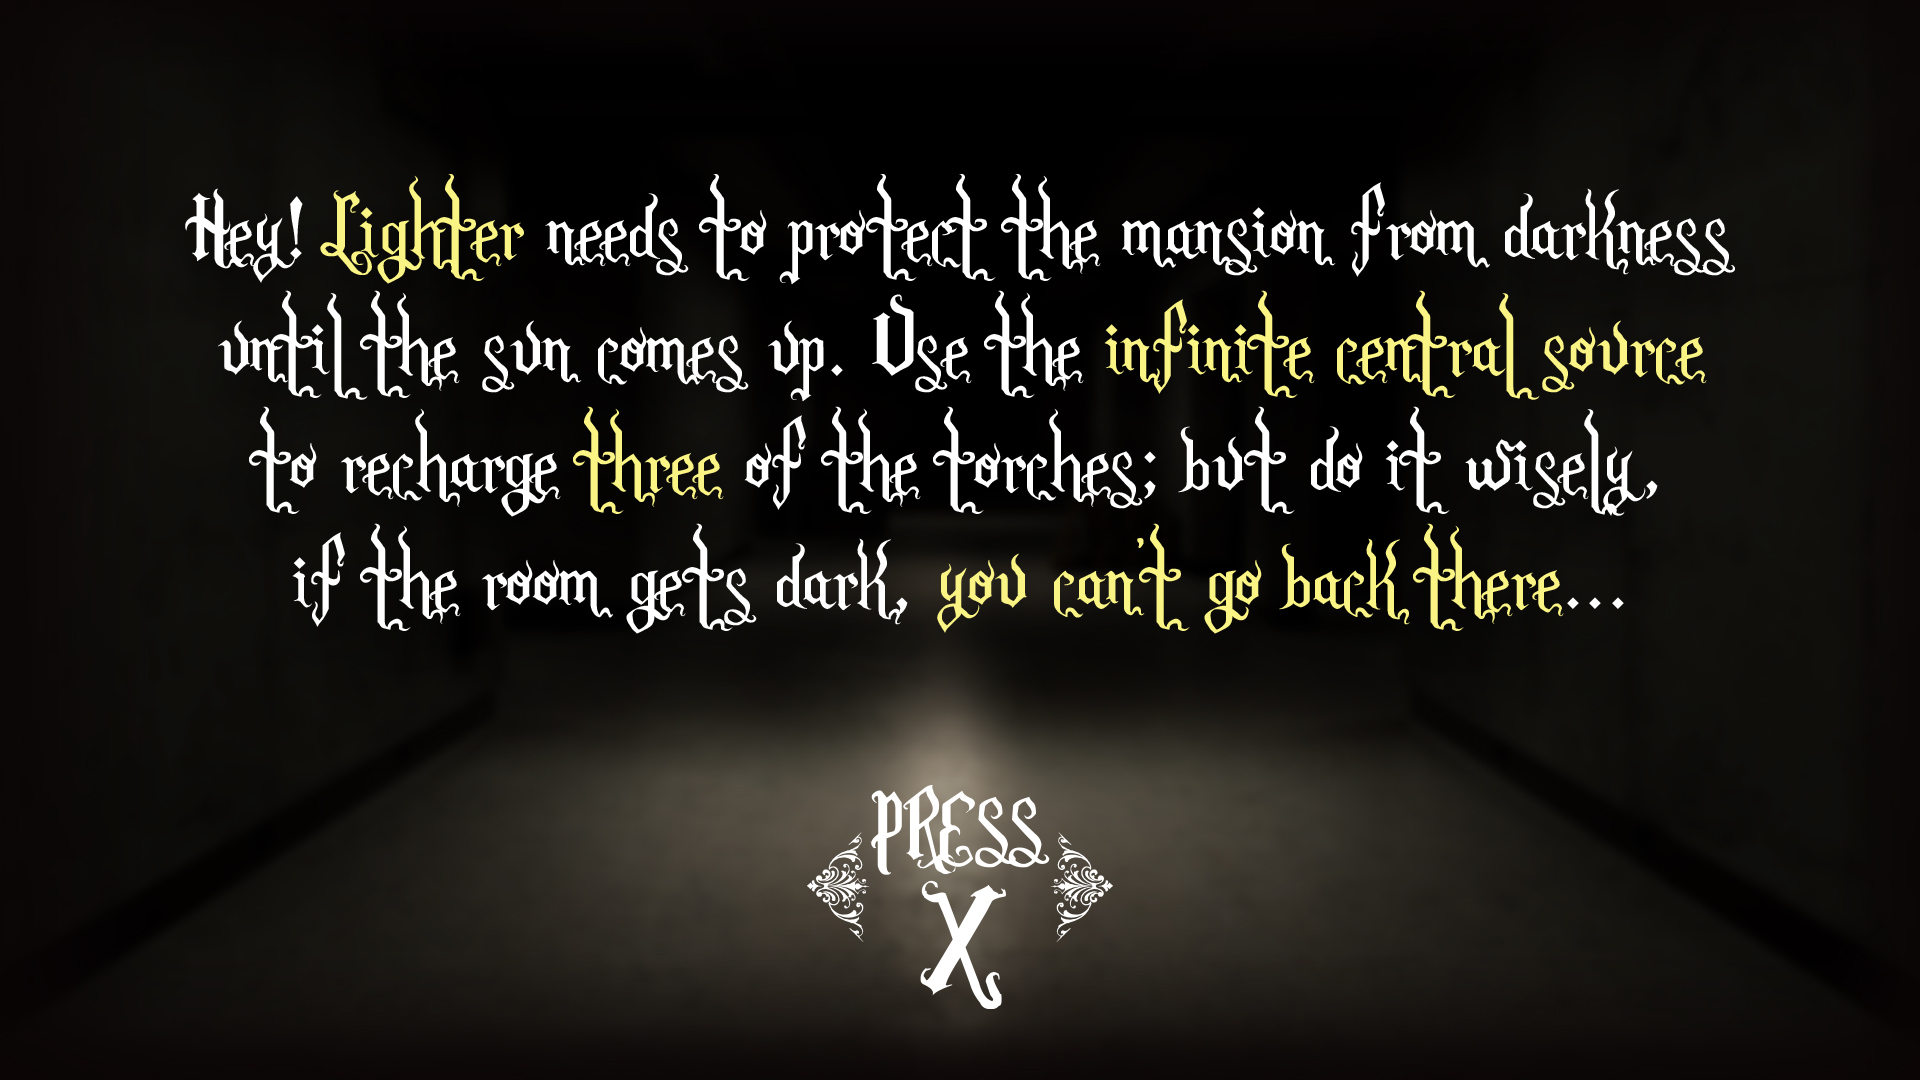 Hey! Lighter needs to protect the mansion from darkness
until the sun comes up. Use the infinite central source
to recharge three of the torches; but do it wisely,
if the room gets dark, you can't go back there...
PRESS
X